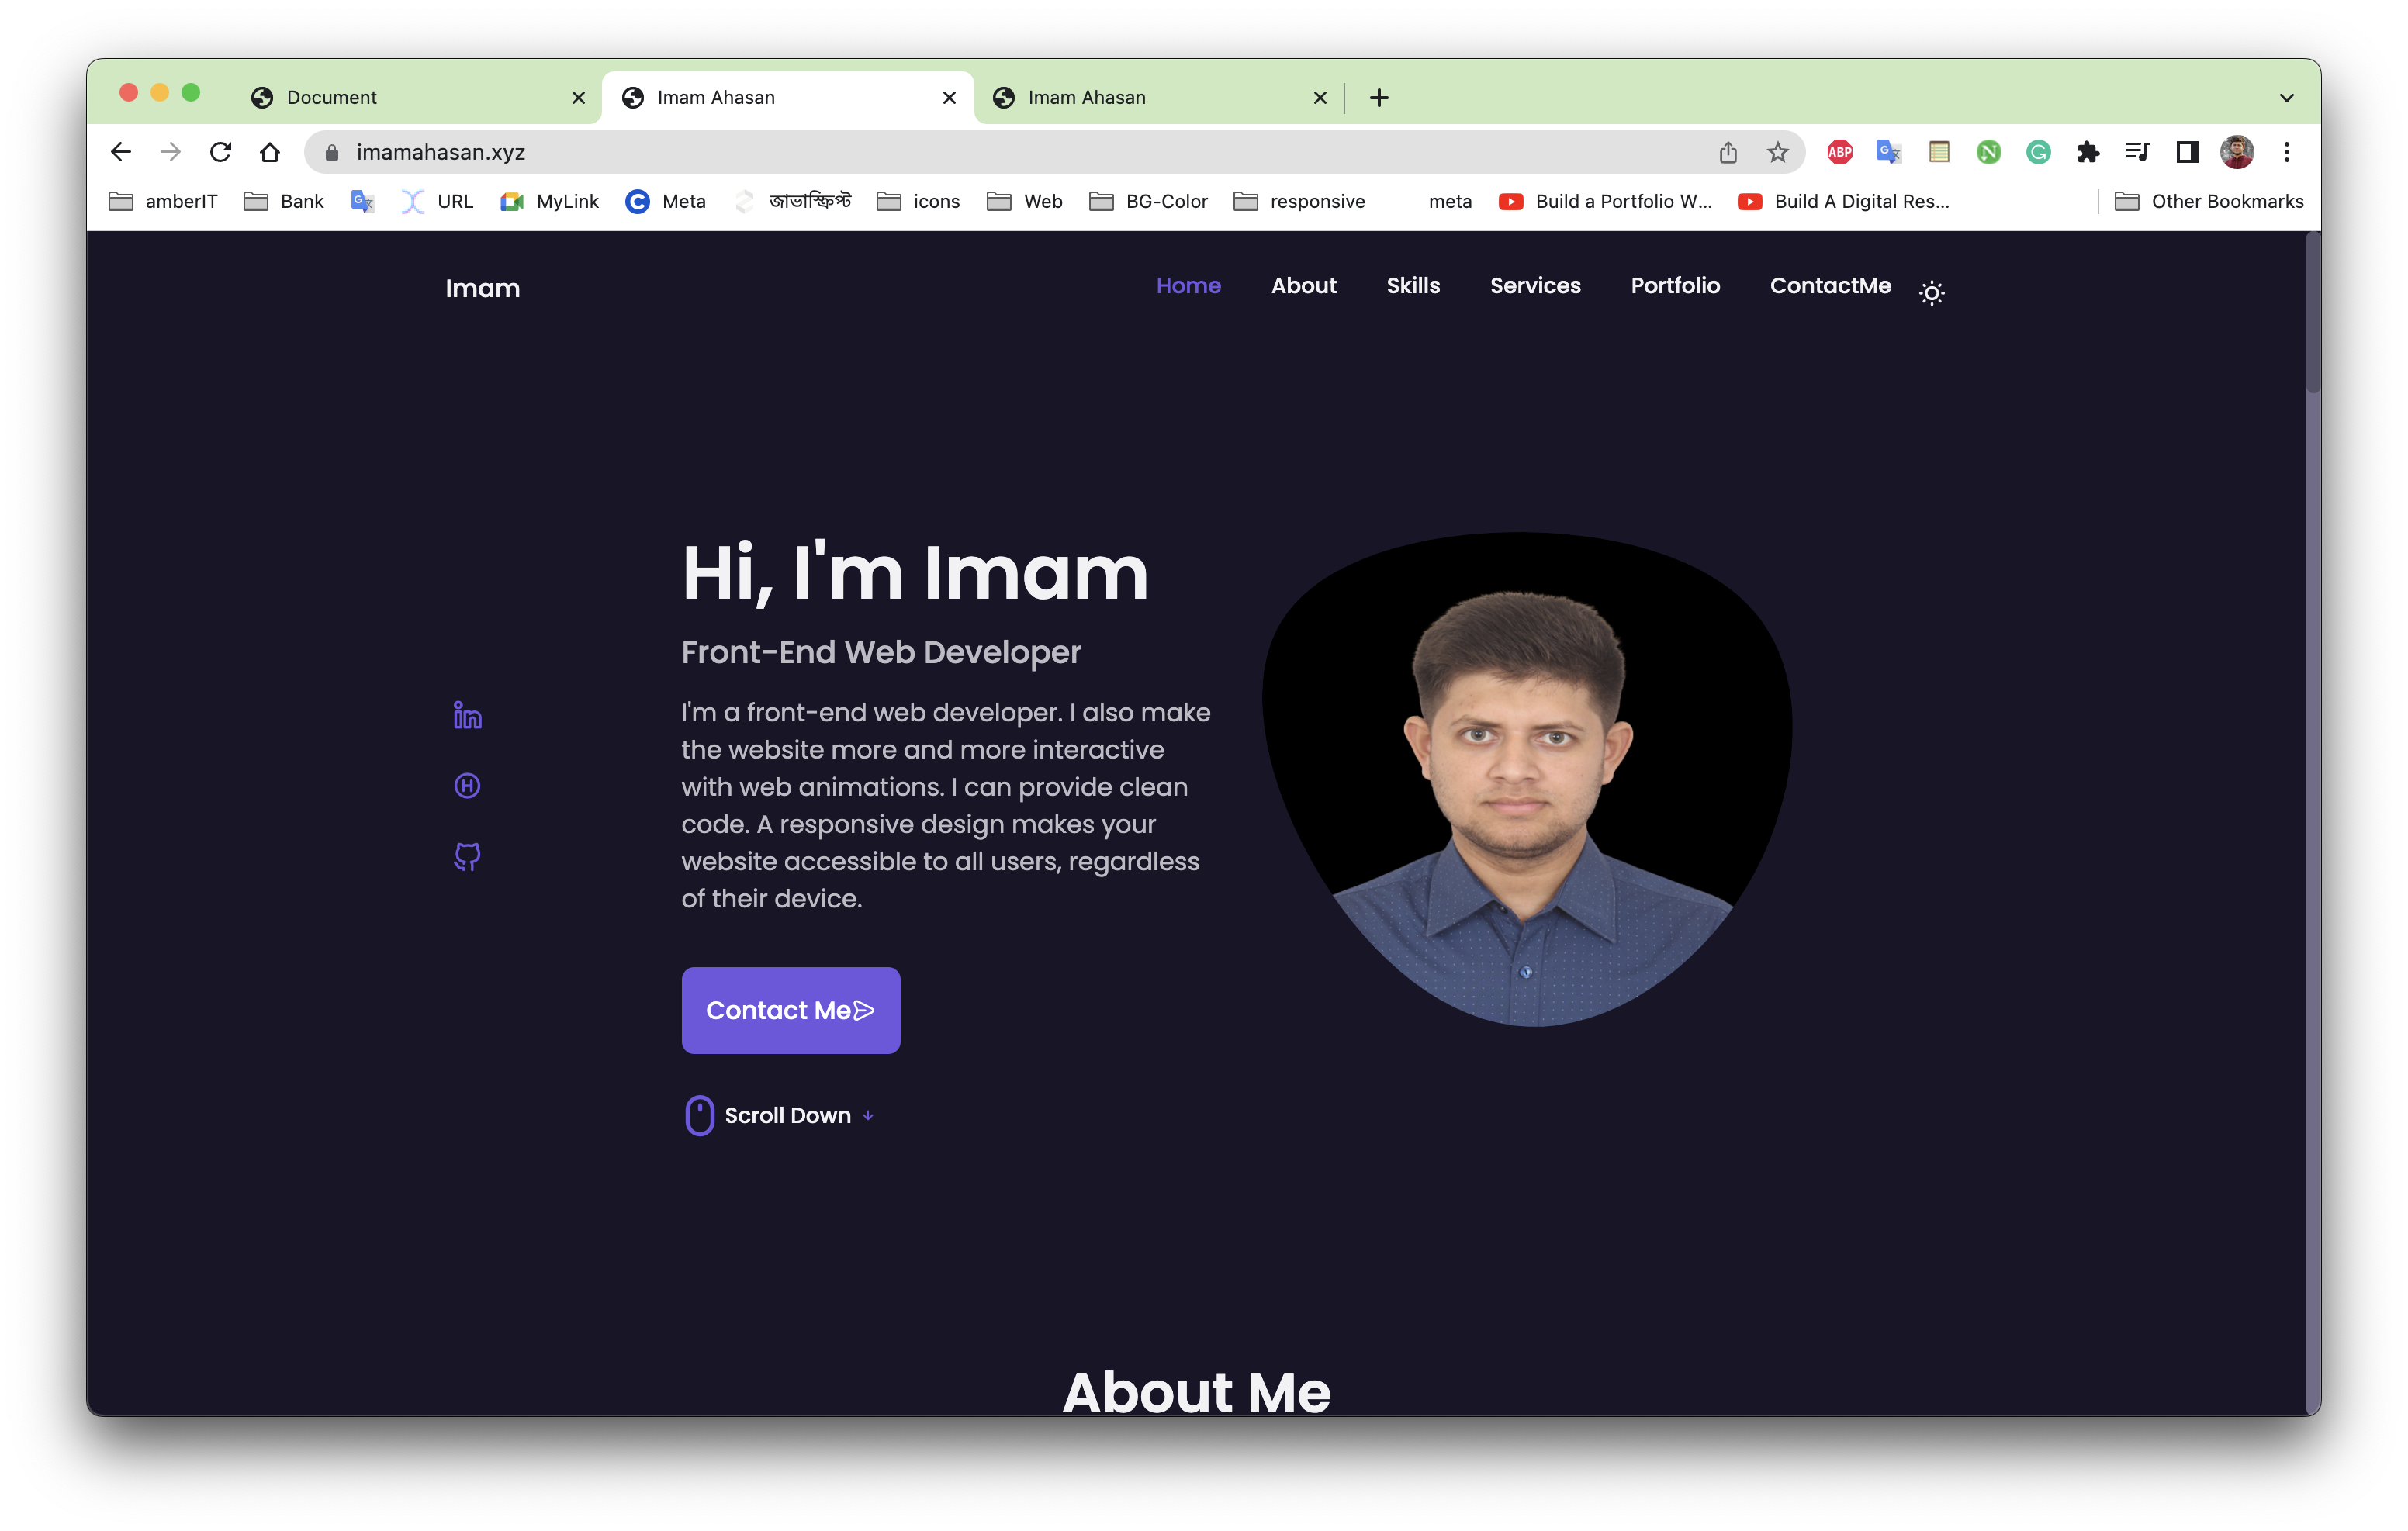 Document
Imam Ahasan
Imam Ahasan
imamahasan.xyz
ABP
amberIT
Bank
URL
MyLink
Meta
জাভাস্ক্রিপ্ট
icons
Web
BG-Color
responsive
meta
Build a Portfolio W...
Build A Digital Res...
Other Bookmarks
Imam
Home
About
Skills
Services
Portfolio
ContactMe
Hi, I'm Imam
Front-End Web Developer
I'm a front-end web developer. I also make
the website more and more interactive
with web animations. I can provide clean
code. A responsive design makes your
website accessible to all users, regardless
of their device.
Contact Me
Scroll Down
About Me